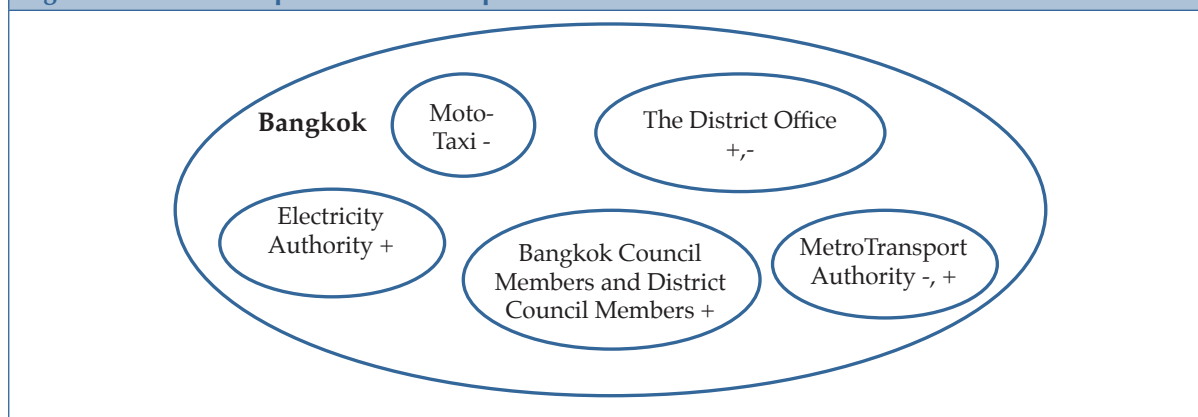 Bangkok
Moto-
Taxi -
The District Office
+,-
Electricity
Authority +
Bangkok Council
Members and District
Council Members +
MetroTransport
Authority -, +